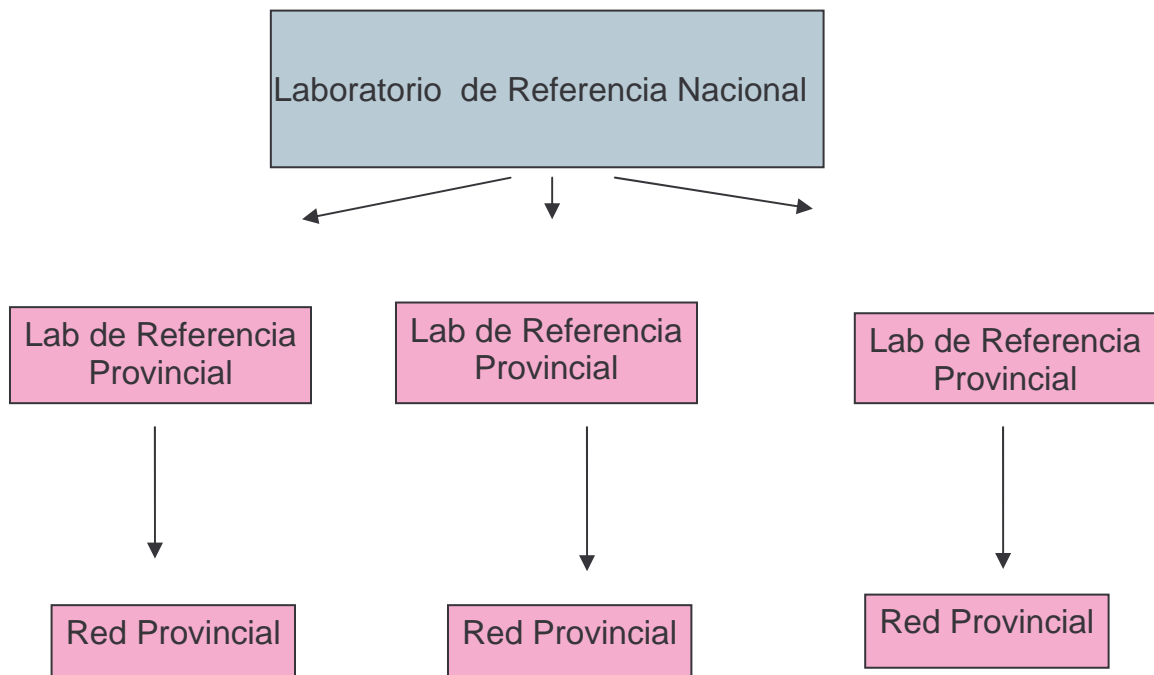 Laboratorio  de Referencia Nacional
Lab de Referencia
Provincial
Lab de Referencia
Provincial
Lab de Referencia
Provincial
Red Provincial
Red Provincial
Red Provincial